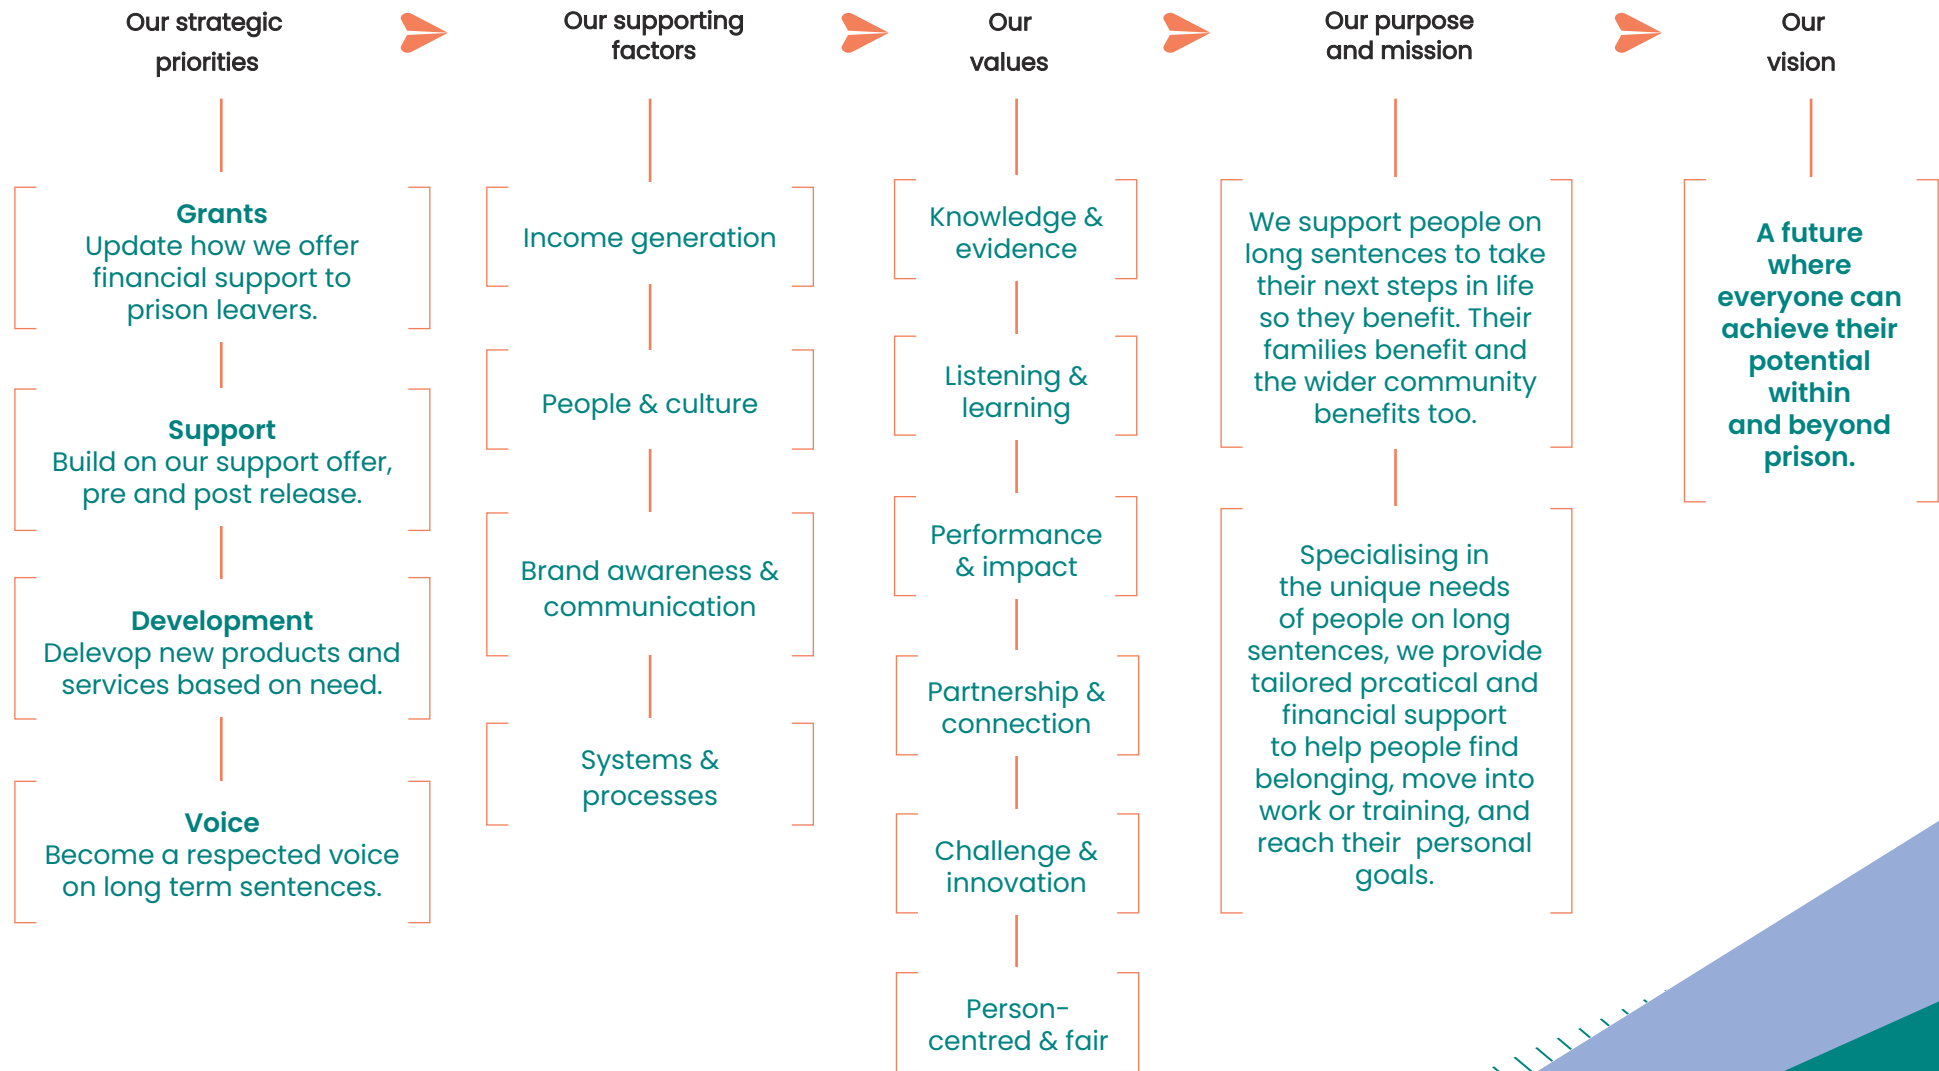 Our strategic
priorities
Our supporting
factors
Our
values
Our purpose
and mission
Our
vision
Grants
Update how we offer
financial support to
prison leavers.
Support
Build on our support offer,
pre and post release.
Development
Delevop new products and
services based on need.
Voice
Become a respected voice
on long term sentences.
Income generation
People & culture
Brand awareness &
communication
Systems &
processes
Knowledge &
evidence
Listening &
learning
Performance
& impact
Partnership &
connection
Challenge &
innovation
Person-
centred & fair
We support people on
long sentences to take
their next steps in life
so they benefit. Their
families benefit and
the wider community
benefits too.
Specialising in
the unique needs
of people on long
sentences, we provide
tailored prcatical and
financial support
to help people find
belonging, move into
work or training, and
reach their  personal
goals.
A future
where
everyone can
achieve their
potential
within
and beyond
prison.